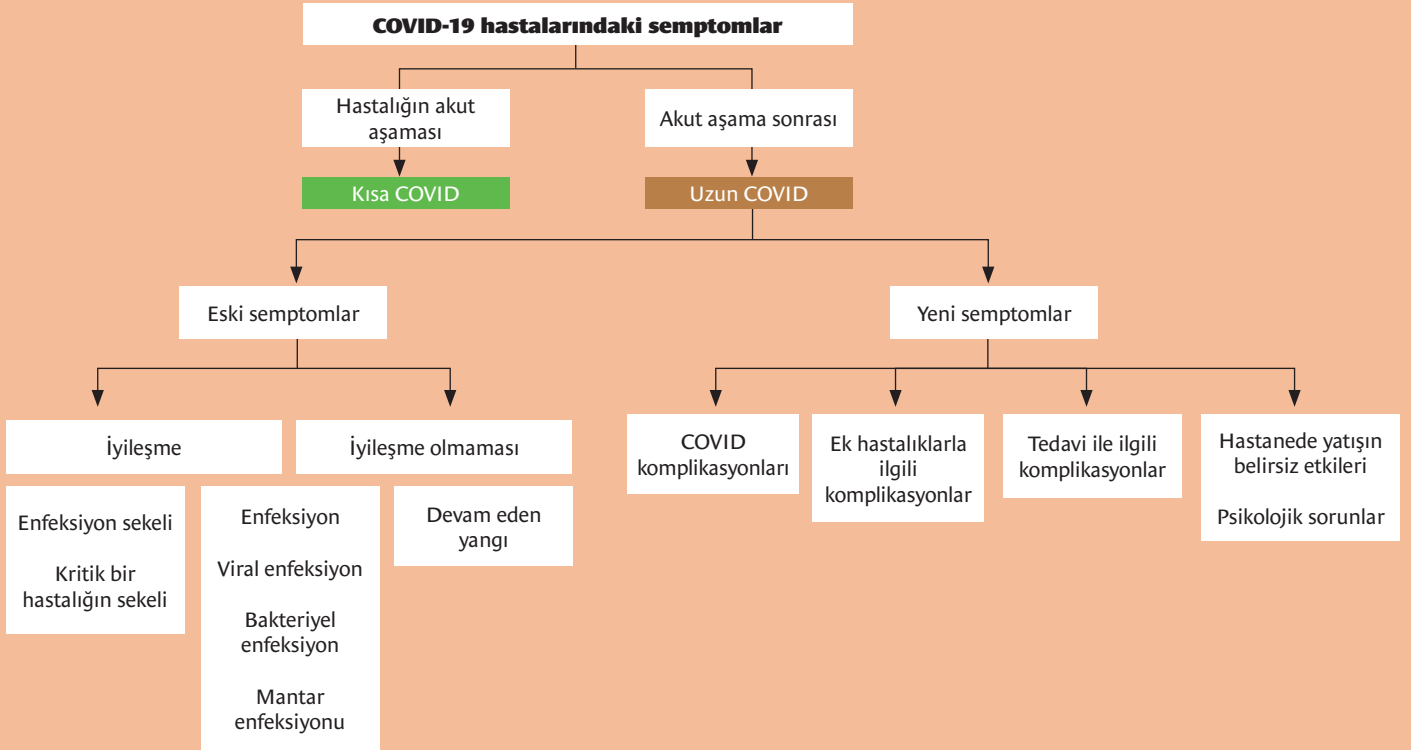 COVID-19 hastalarındaki semptomlar
Hastalığın akut
aşaması
Akut aşama sonrası
Kısa COVID
Uzun COVID
Eski semptomlar
Yeni semptomlar
İyileşme
İyileşme olmaması
COVID
komplikasyonları
Ek hastalıklarla
ilgili
komplikasyonlar
Tedavi ile ilgili
komplikasyonlar
Hastanede yatışın
belirsiz etkileri
Psikolojik sorunlar
Enfeksiyon sekeli
Kritik bir
hastalığın sekeli
Enfeksiyon
Viral enfeksiyon
Bakteriyel
enfeksiyon
Mantar
enfeksiyonu
Devam eden
yangı